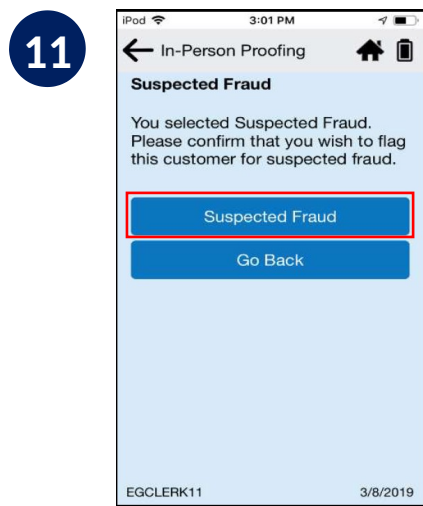 11
iPod 3:01 PM
In-Person Proofing
Suspected Fraud
You selected Suspected Fraud.
Please confirm that you wish to flag
this customer for suspected fraud.
Suspected Fraud
Go Back
EGCLERK11 3/8/2019